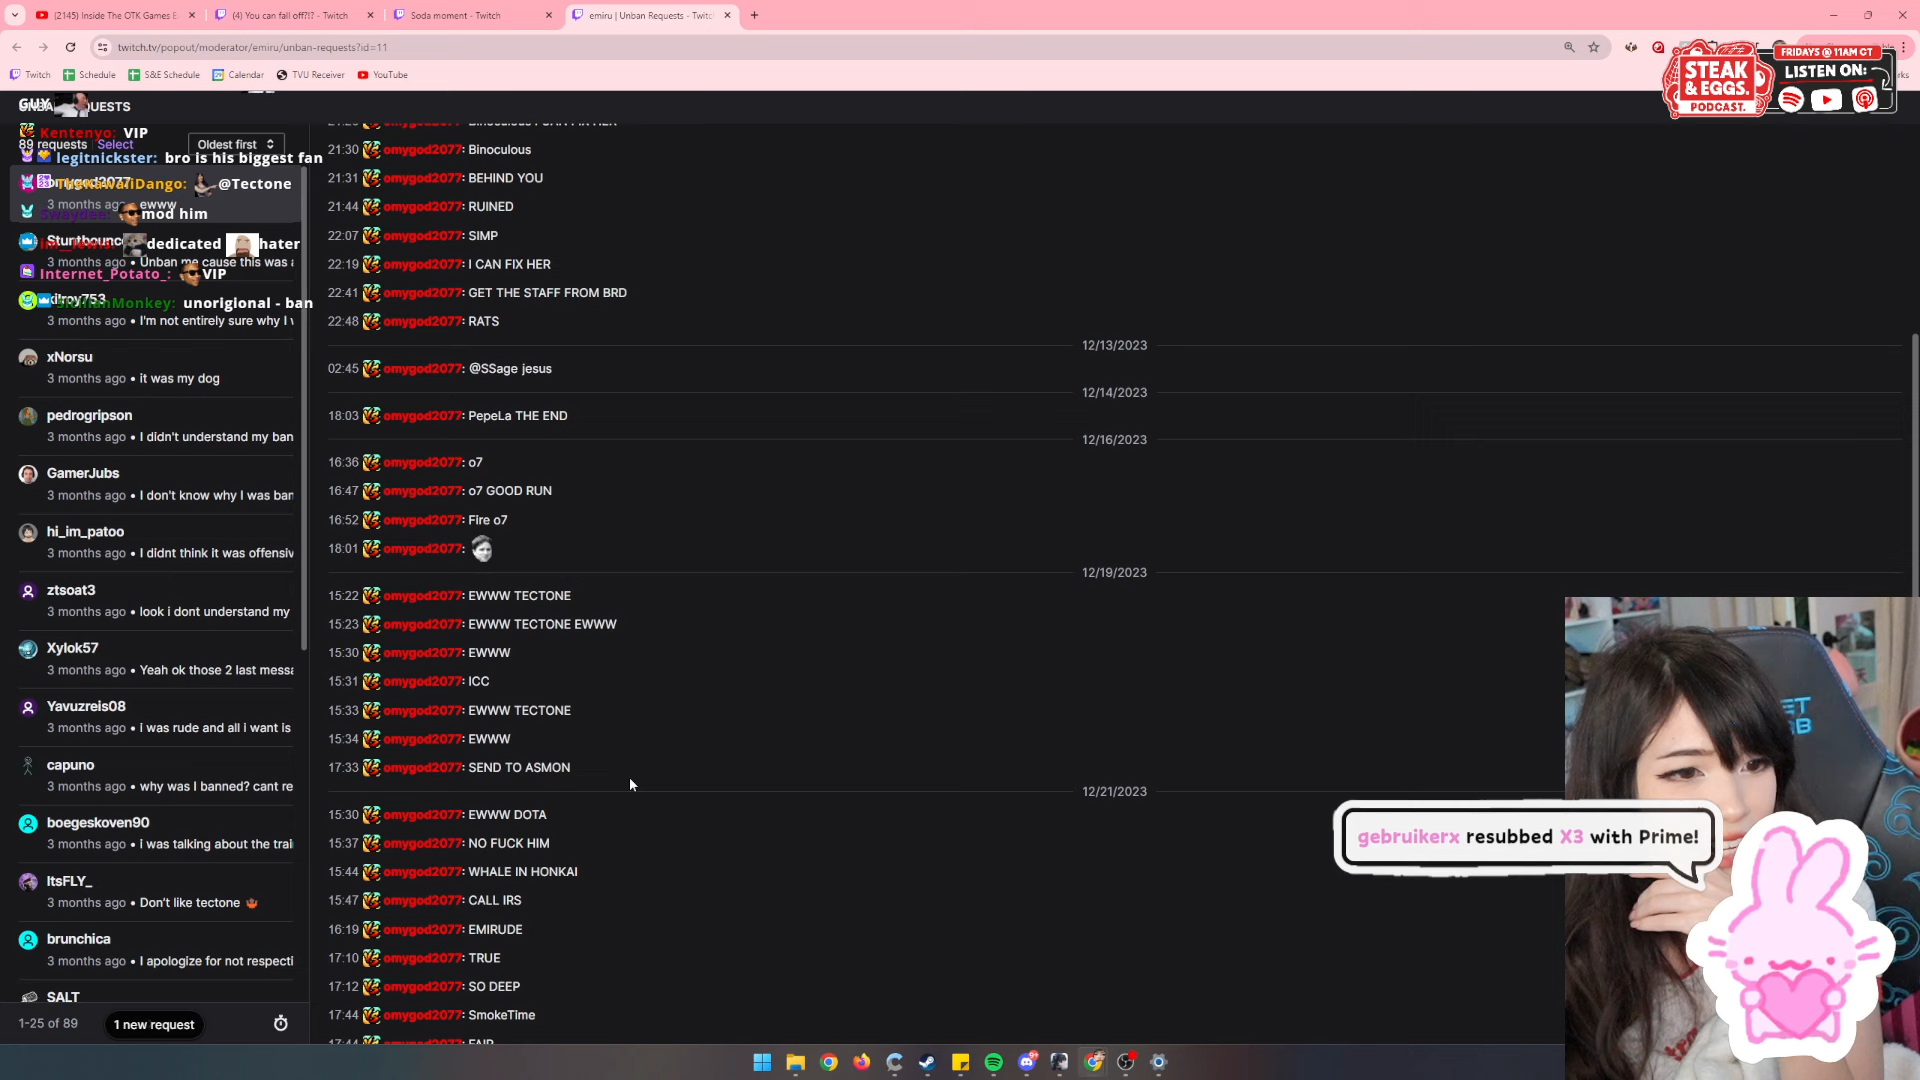 (2145) Inside The OTK Games E
(4) You can fall off?!? - Twitch
Soda moment - Twitch
emiru | Unban Requests - Twitc
twitch.tv/popout/moderator/emiru/unban-requests?id=11
Twitch
Schedule
S&E Schedule
Calendar
TVU Receiver
YouTube
FRIDAYS @ 11AM CT
STEAK & EGGS.
PODCAST.
LISTEN ON:
GUY
UESTS
Kentenyo: VIP
89 requests
Select
Oldest first
legitnickster: bro is his biggest fan
TheKawaiiDango: @Tectone
3 months ago • ewww
Swaydee: mod him
Stuntbounc
dedicated hater
3 months ago • Unban me cause this was a
Internet_Potato_: VIP
Monkey: unorigional - ban
3 months ago • I'm not entirely sure why I w
xNorsu
3 months ago • it was my dog
pedrogripson
3 months ago • I didn't understand my ban
GamerJubs
3 months ago • I don't know why I was ban
hi_im_patoo
3 months ago • I didnt think it was offensiv
ztsoat3
3 months ago • look i dont understand my
Xylok57
3 months ago • Yeah ok those 2 last messa
Yavuzreis08
3 months ago • i was rude and all i want is
capuno
3 months ago • why was I banned? cant re
boegeskoven90
3 months ago • i was talking about the trai
ItsFLY_
3 months ago • Don't like tectone
brunchica
3 months ago • I apologize for not respecti
SALT
1-25 of 89
1 new request
21:30 omygod2077: Binoculous
21:31 omygod2077: BEHIND YOU
21:44 omygod2077: RUINED
22:07 omygod2077: SIMP
22:19 omygod2077: I CAN FIX HER
22:41 omygod2077: GET THE STAFF FROM BRD
22:48 omygod2077: RATS
12/13/2023
02:45 omygod2077: @SSage jesus
12/14/2023
18:03 omygod2077: PepeLa THE END
12/16/2023
16:36 omygod2077: o7
16:47 omygod2077: o7 GOOD RUN
16:52 omygod2077: Fire o7
18:01 omygod2077:
12/19/2023
15:22 omygod2077: EWWW TECTONE
15:23 omygod2077: EWWW TECTONE EWWW
15:30 omygod2077: EWWW
15:31 omygod2077: ICC
15:33 omygod2077: EWWW TECTONE
15:34 omygod2077: EWWW
17:33 omygod2077: SEND TO ASMON
12/21/2023
15:30 omygod2077: EWWW DOTA
15:37 omygod2077: NO FUCK HIM
15:44 omygod2077: WHALE IN HONKAI
15:47 omygod2077: CALL IRS
16:19 omygod2077: EMIRUDE
17:10 omygod2077: TRUE
17:12 omygod2077: SO DEEP
17:44 omygod2077: SmokeTime
gebruikerx resubbed X3 with Prime!